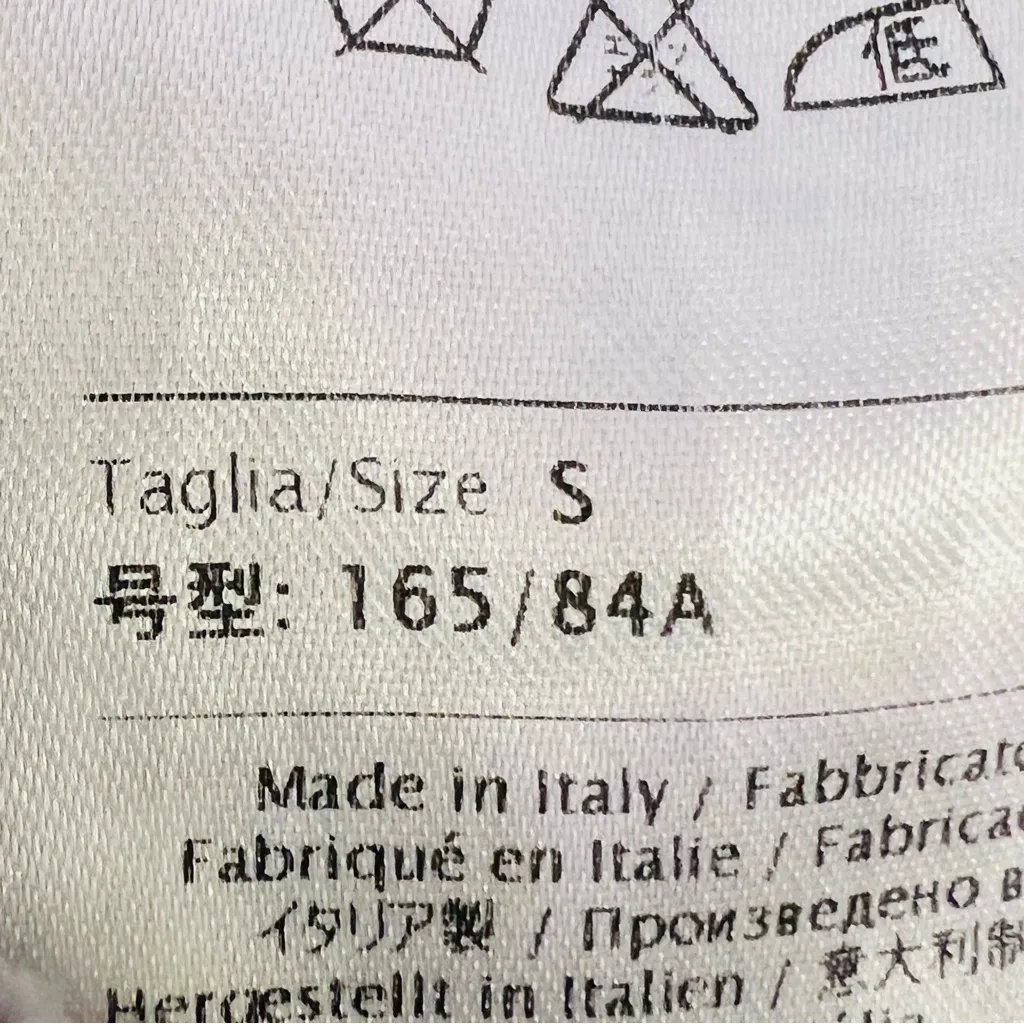 低
Taglia/Size S
号型: 165/84A
Made in Italy / Fabbricato
Fabriqué en Italie / Fabricad
イタリア製 / Произведено в
Hergestellt in Italien / 意大利制